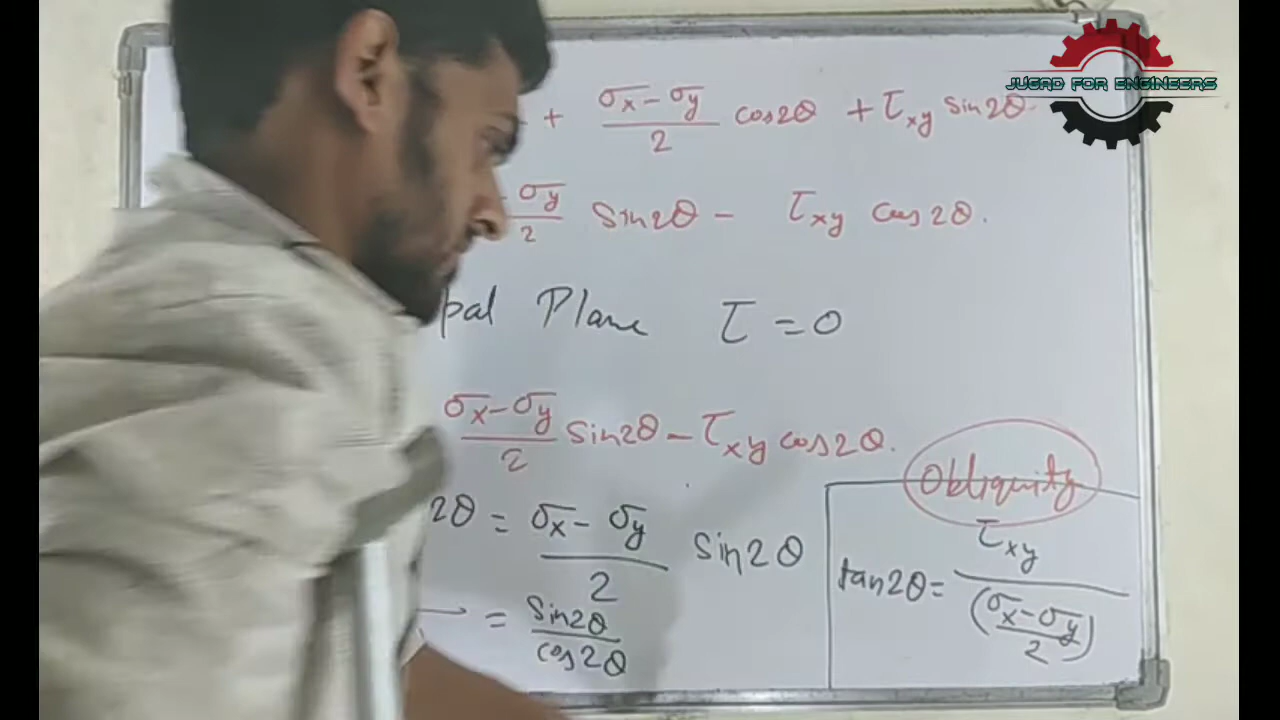 JUGAD FOR ENGINEERS
+ σx - σy / 2 cos2θ + τxy sin2θ
- σy / 2 sin2θ - τxy cos2θ.
pal Plane τ = 0
σx - σy / 2 sin2θ - τxy cos2θ.
2θ = σx - σy / 2 sin2θ
= sin2θ / cos2θ
Obliquity
tan2θ = τxy / (σx - σy / 2)